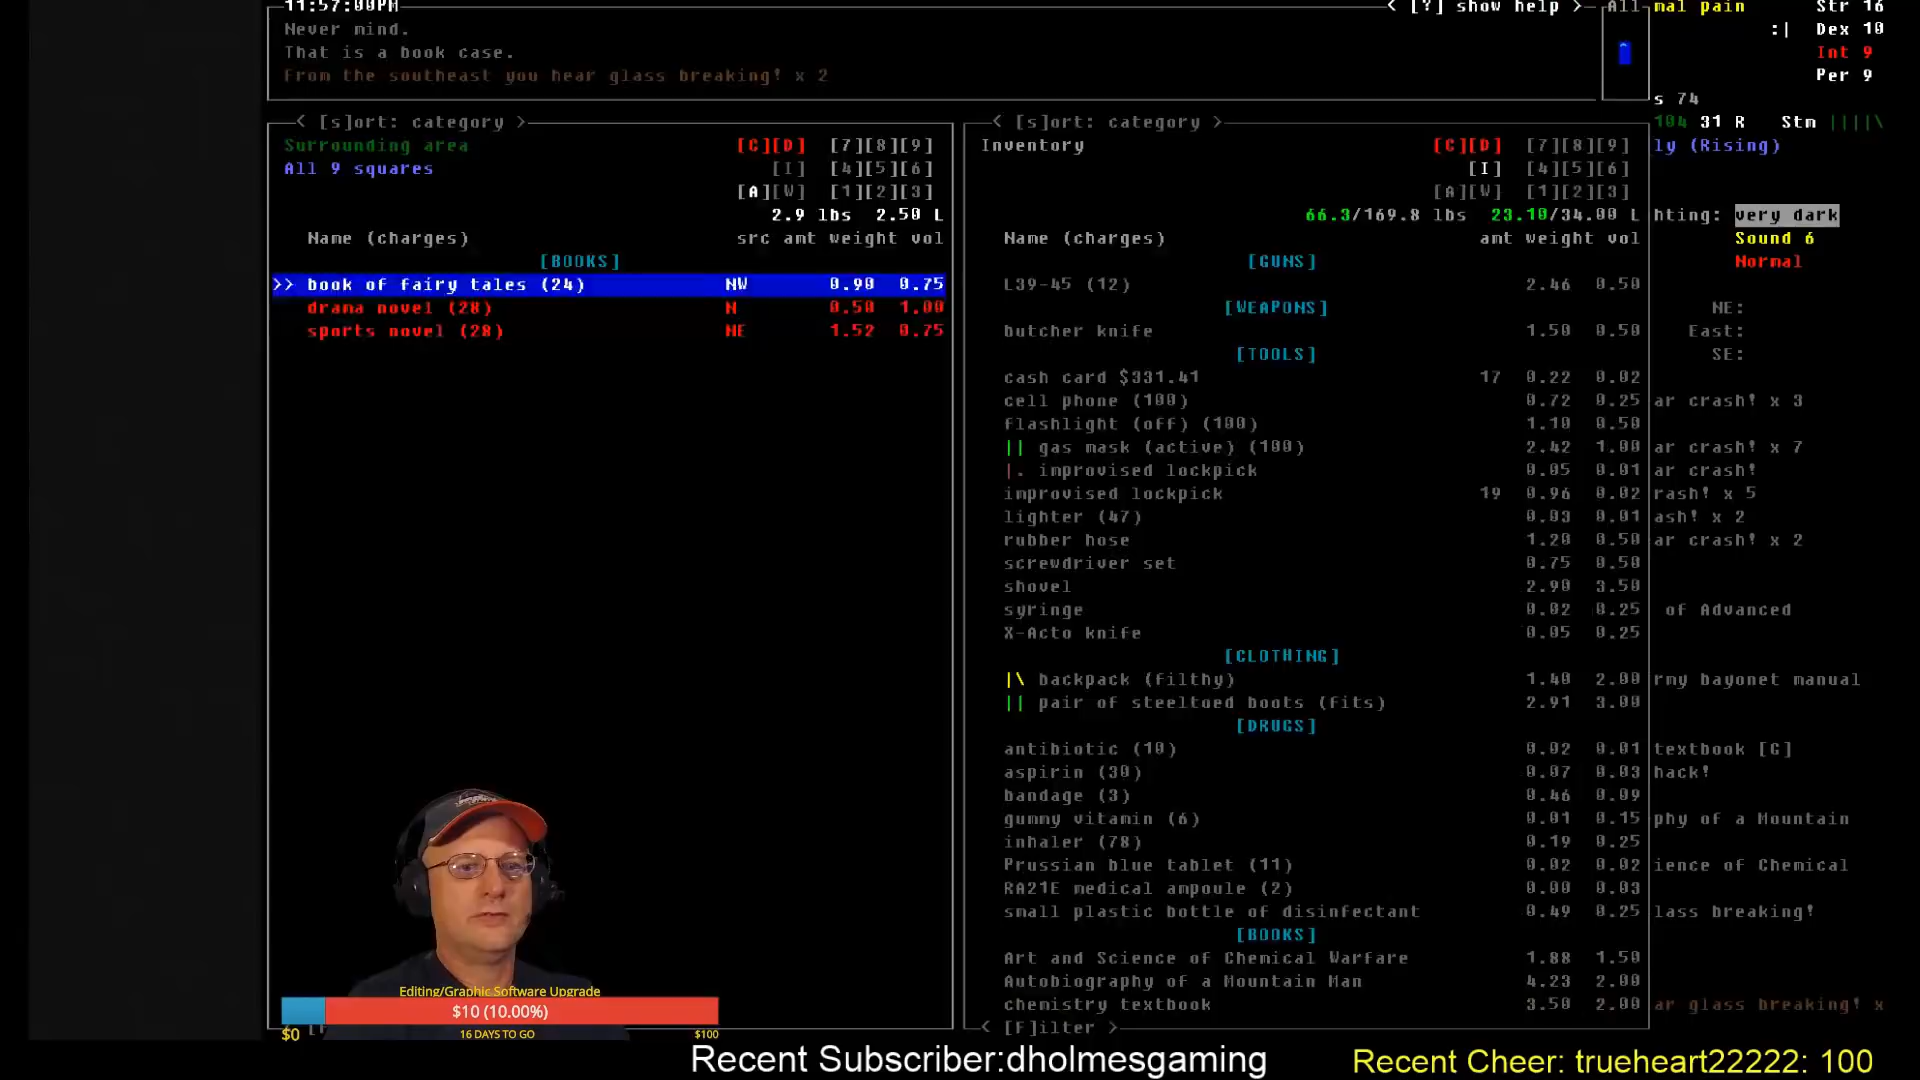 11:57:00PM
< [?] show help >
All
mal pain
Str 16
Never mind.
:|
Dex 10
That is a book case.
Int 9
From the southeast you hear glass breaking! x 2
Per 9
s 74
< [s]ort: category >
< [s]ort: category >
104 31 R Stm ||||\
Surrounding area
[C][D] [7][8][9]
Inventory
[C][D] [7][8][9]
ly (Rising)
All 9 squares
[I] [4][5][6]
[I] [4][5][6]
[A][W] [1][2][3]
[A][W] [1][2][3]
2.9 lbs 2.50 L
66.3/169.8 lbs 23.10/34.00 L
hting: very dark
Name (charges) src amt weight vol
Name (charges) amt weight vol
Sound 6
[BOOKS]
[GUNS]
Normal
>> book of fairy tales (24) NW 0.90 0.75
L39-45 (12) 2.46 0.50
drama novel (28) N 0.50 1.00
[WEAPONS]
NE:
sports novel (28) NE 1.52 0.75
butcher knife 1.50 0.50
East:
[TOOLS]
SE:
cash card $331.41 17 0.22 0.02
cell phone (100) 0.72 0.25
ar crash! x 3
flashlight (off) (100) 1.10 0.50
|| gas mask (active) (100) 2.42 1.00
ar crash! x 7
|. improvised lockpick 0.05 0.01
ar crash!
improvised lockpick 19 0.96 0.02
rash! x 5
lighter (47) 0.03 0.01
ash! x 2
rubber hose 1.20 0.50
ar crash! x 2
screwdriver set 0.75 0.50
shovel 2.90 3.50
syringe 0.02 0.25
of Advanced
X-Acto knife 0.05 0.25
[CLOTHING]
|\ backpack (filthy) 1.40 2.00
rmy bayonet manual
|| pair of steeltoed boots (fits) 2.91 3.00
[DRUGS]
antibiotic (10) 0.02 0.01
textbook [C]
aspirin (30) 0.07 0.03
hack!
bandage (3) 0.46 0.09
gummy vitamin (6) 0.01 0.15
phy of a Mountain
inhaler (78) 0.19 0.25
Prussian blue tablet (11) 0.02 0.02
ience of Chemical
RA21E medical ampoule (2) 0.00 0.03
small plastic bottle of disinfectant 0.49 0.25
lass breaking!
[BOOKS]
Art and Science of Chemical Warfare 1.88 1.50
Autobiography of a Mountain Man 4.23 2.00
chemistry textbook 3.50 2.00
ar glass breaking! x
< [F]ilter >
Editing/Graphic Software Upgrade
$10 (10.00%)
$0 16 DAYS TO GO $100
Recent Subscriber:dholmesgaming
Recent Cheer: trueheart22222: 100